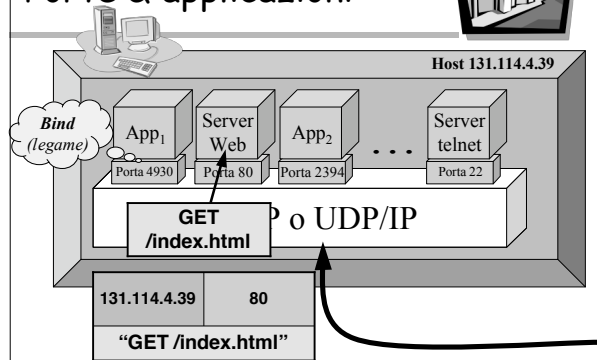 & applicazioni
Host 131.114.4.39
Bind
(legame)
App1
Server
Web
App2
. . .
Server
telnet
Porta 4930
Porta 80
Porta 2394
Porta 22
P o UDP/IP
GET
/index.html
131.114.4.39
80
“GET /index.html”